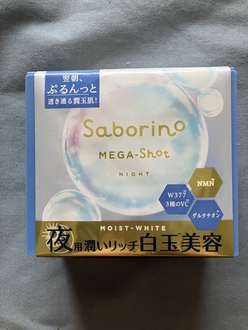 翌朝、
ぷるんっと
透き通る潤玉肌!
Saborino
MEGA-Shot
NIGHT
NMN
W377
3種のVC
グルタチオン
MOIST-WHITE
夜用潤いリッチ白玉美容